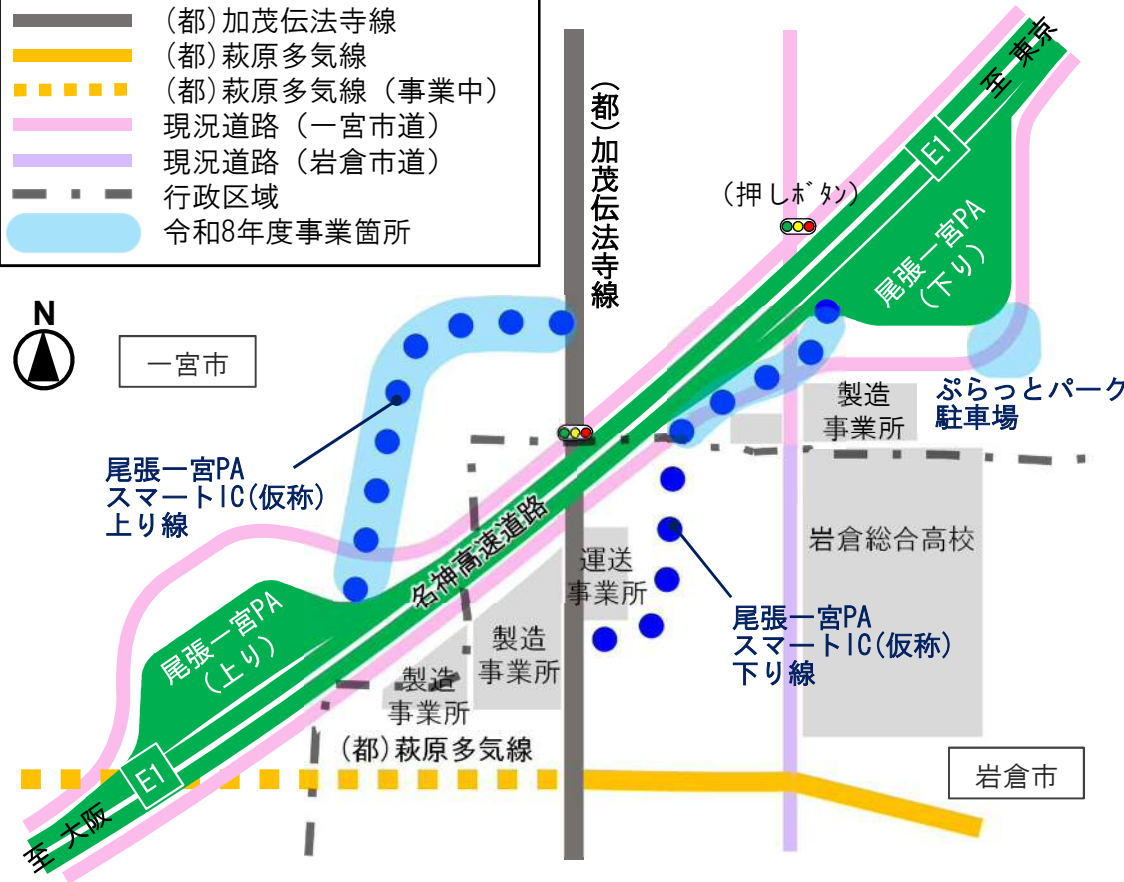 (都)加茂伝法寺線
(都)萩原多気線
(都)萩原多気線（事業中）
現況道路（一宮市道）
現況道路（岩倉市道）
行政区域
令和8年度事業箇所
N
一宮市
(都)加茂伝法寺線
至 東京
E1
(押しボタン)
尾張一宮PA
(下り)
ぷらっとパーク
駐車場
製造
事業所
尾張一宮PA
スマートIC(仮称)
上り線
名神高速道路
運送
事業所
岩倉総合高校
尾張一宮PA
スマートIC(仮称)
下り線
尾張一宮PA
(上り)
製造
事業所
製造
事業所
(都)萩原多気線
岩倉市
E1
至 大阪